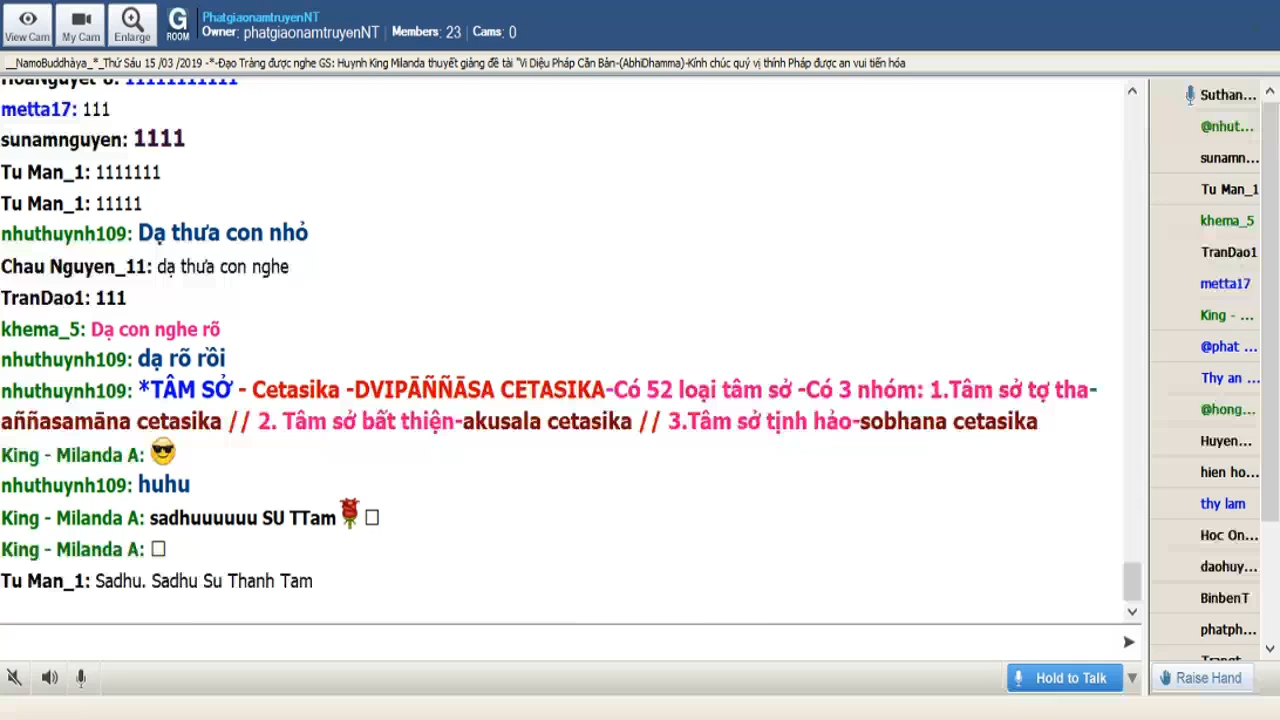 PhatgiaonamtruyenNT
View Cam
My Cam
Enlarge
G ROOM
Owner: phatgiaonamtruyenNT | Members: 23 | Cams: 0
__NamoBuddhàya_*_Thứ Sáu 15 /03 /2019 -*-Đạo Tràng được nghe GS: Huynh King Milanda thuyết giảng đề tài "Vi Diệu Pháp Căn Bản-(AbhiDhamma)-Kính chúc quý vị thính Pháp được an vui tiến hóa
metta17: 111
sunamnguyen: 1111
Tu Man_1: 1111111
Tu Man_1: 11111
nhuthuynh109: Dạ thưa con nhỏ
Chau Nguyen_11: dạ thưa con nghe
TranDao1: 111
khema_5: Dạ con nghe rõ
nhuthuynh109: dạ rõ rồi
nhuthuynh109: *TÂM SỞ - Cetasika -DVIPĀÑÑĀSA CETASIKA-Có 52 loại tâm sở -Có 3 nhóm: 1.Tâm sở tợ tha-
aññasamāna cetasika // 2. Tâm sở bất thiện-akusala cetasika // 3.Tâm sở tịnh hảo-sobhana cetasika
King - Milanda A:
nhuthuynh109: huhu
King - Milanda A: sadhuuuuuu SU TTam
King - Milanda A:
Tu Man_1: Sadhu. Sadhu Su Thanh Tam
Suthan...
@nhut...
sunamn...
Tu Man_1
khema_5
TranDao1
metta17
King - ...
@phat ...
Thy an ...
@hong...
Huyen...
hien ho...
thy lam
Hoc On...
daohuy...
BinbenT
phatph...
Hold to Talk
Raise Hand